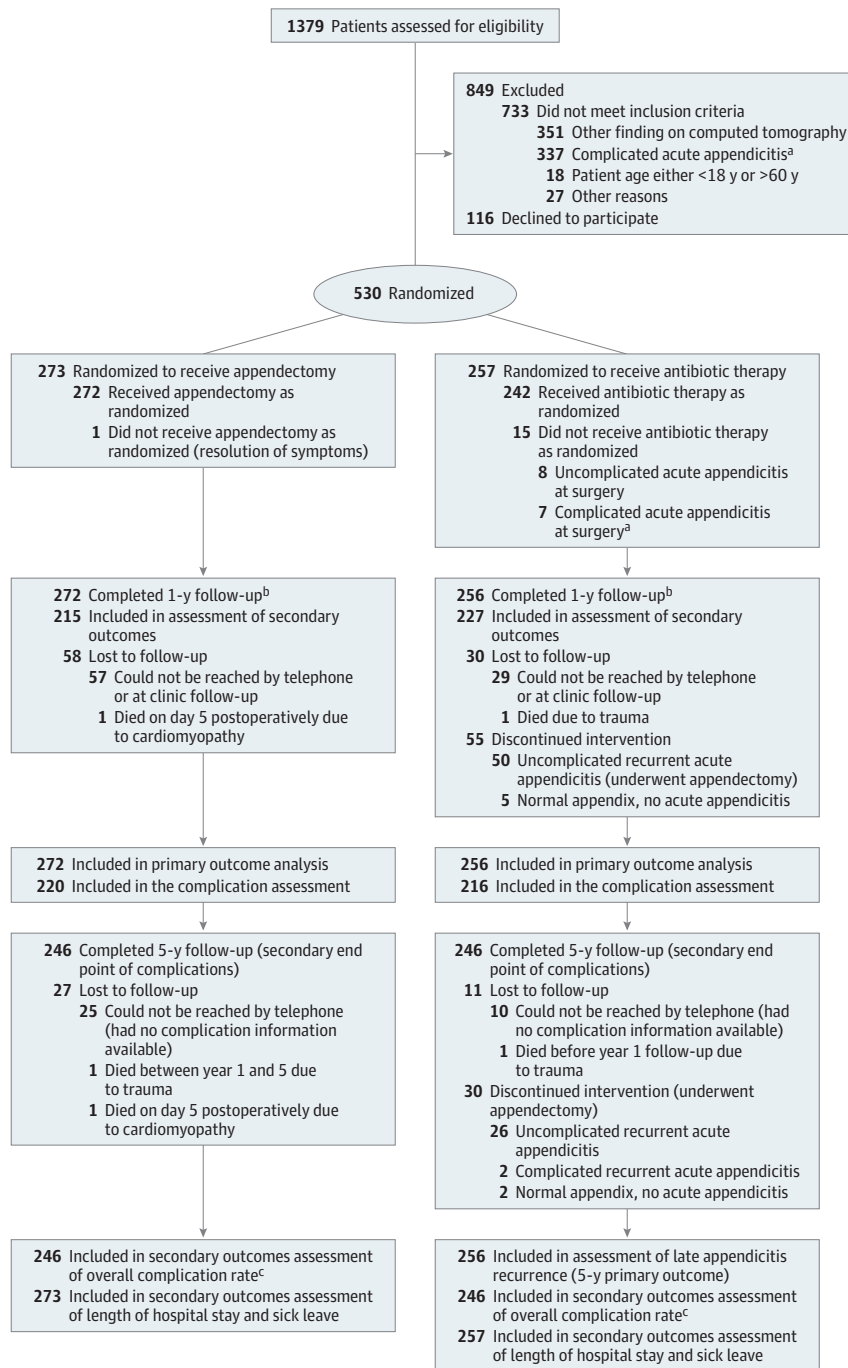 1379 Patients assessed for eligibility
849 Excluded
733 Did not meet inclusion criteria
351 Other finding on computed tomography
337 Complicated acute appendicitisa
18 Patient age either <18 y or >60 y
27 Other reasons
116 Declined to participate
530 Randomized
273 Randomized to receive appendectomy
272 Received appendectomy as
randomized
1 Did not receive appendectomy as
randomized (resolution of symptoms)
257 Randomized to receive antibiotic therapy
242 Received antibiotic therapy as
randomized
15 Did not receive antibiotic therapy
as randomized
8 Uncomplicated acute appendicitis
at surgery
7 Complicated acute appendicitis
at surgerya
272 Completed 1-y follow-upb
215 Included in assessment of secondary
outcomes
58 Lost to follow-up
57 Could not be reached by telephone
or at clinic follow-up
1 Died on day 5 postoperatively due
to cardiomyopathy
256 Completed 1-y follow-upb
227 Included in assessment of secondary
outcomes
30 Lost to follow-up
29 Could not be reached by telephone
or at clinic follow-up
1 Died due to trauma
55 Discontinued intervention
50 Uncomplicated recurrent acute
appendicitis (underwent appendectomy)
5 Normal appendix, no acute appendicitis
272 Included in primary outcome analysis
220 Included in the complication assessment
256 Included in primary outcome analysis
216 Included in the complication assessment
246 Completed 5-y follow-up (secondary end
point of complications)
27 Lost to follow-up
25 Could not be reached by telephone
(had no complication information
available)
1 Died between year 1 and 5 due
to trauma
1 Died on day 5 postoperatively due
to cardiomyopathy
246 Completed 5-y follow-up (secondary end
point of complications)
11 Lost to follow-up
10 Could not be reached by telephone (had
no complication information available)
1 Died before year 1 follow-up due
to trauma
30 Discontinued intervention (underwent
appendectomy)
26 Uncomplicated recurrent acute
appendicitis
2 Complicated recurrent acute appendicitis
2 Normal appendix, no acute appendicitis
246 Included in secondary outcomes assessment
of overall complication ratec
273 Included in secondary outcomes assessment
of length of hospital stay and sick leave
256 Included in assessment of late appendicitis
recurrence (5-y primary outcome)
246 Included in secondary outcomes assessment
of overall complication ratec
257 Included in secondary outcomes assessment
of length of hospital stay and sick leave